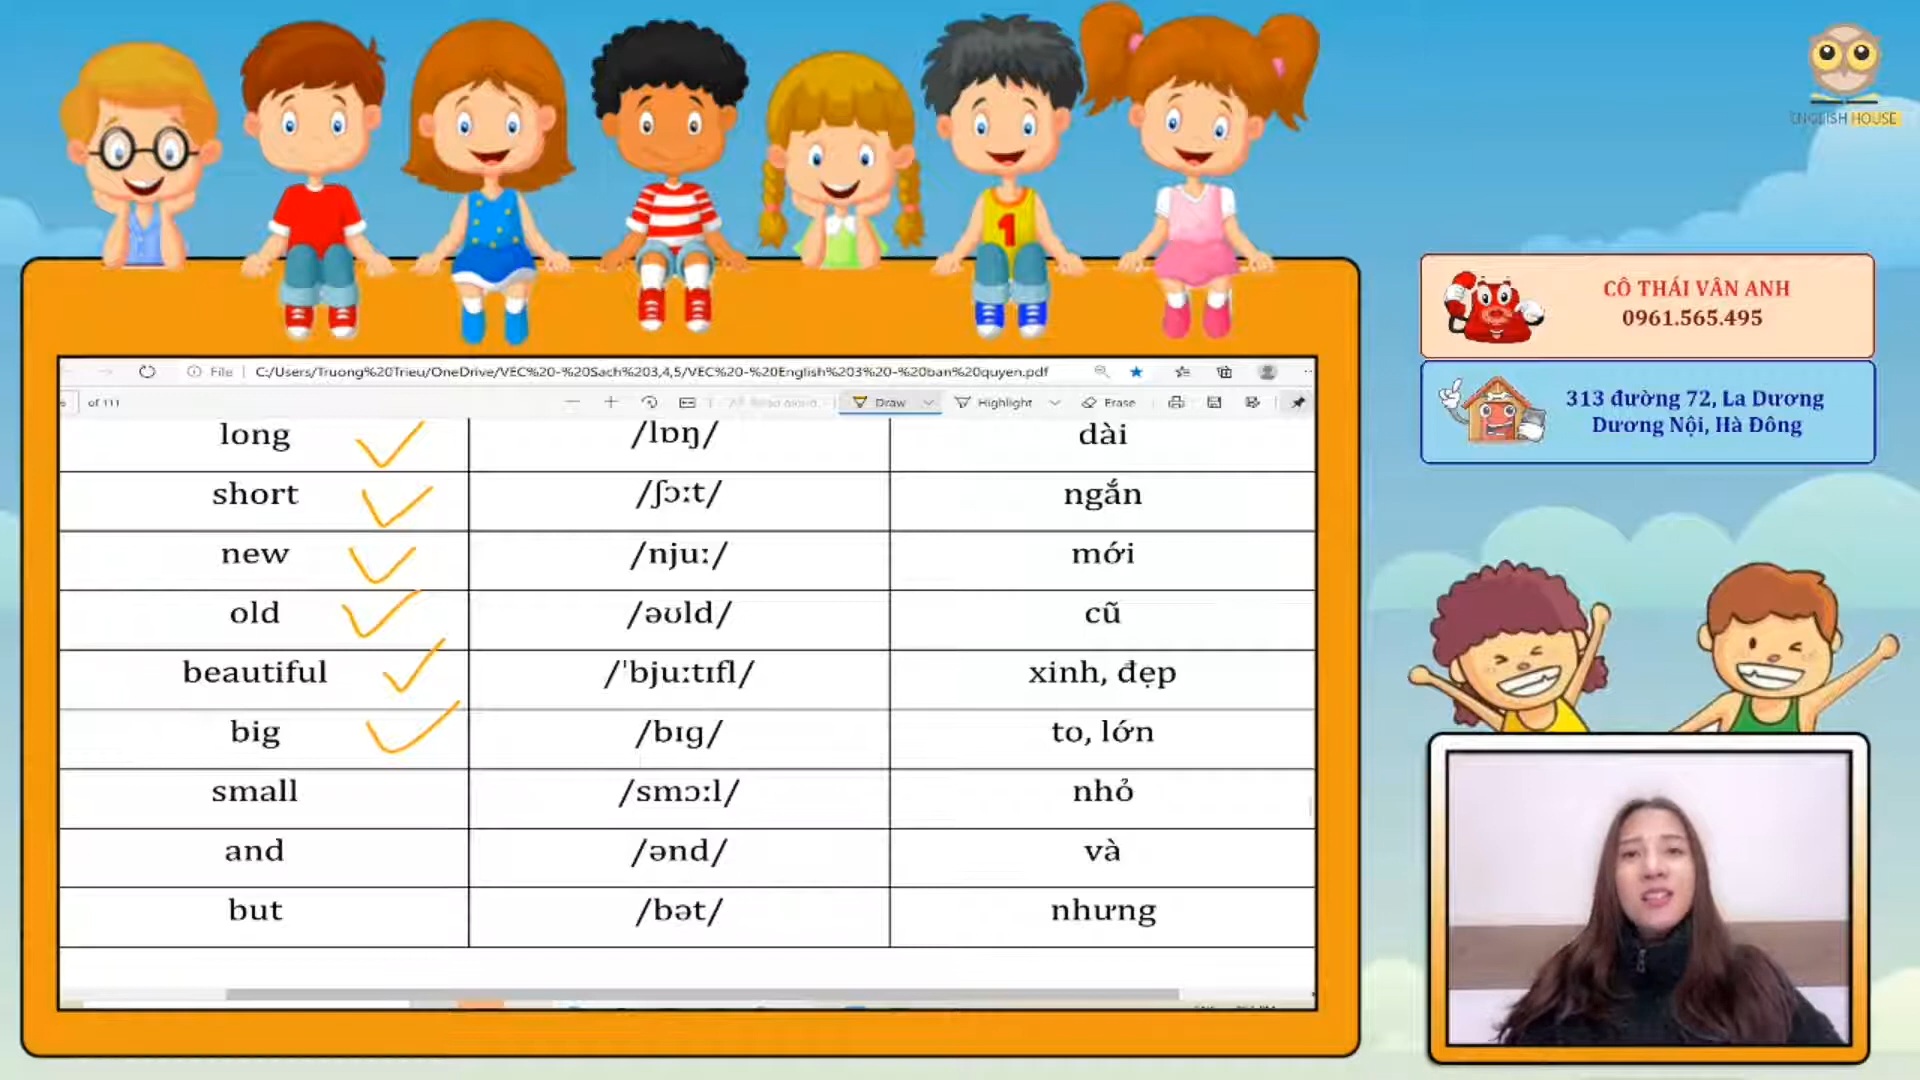 ENGLISH HOUSE
1
CÔ THÁI VÂN ANH
0961.565.495
313 đường 72, La Dương
Dương Nội, Hà Đông
File C:/Users/Truong%20Trieu/OneDrive/VEC%20-%20Sach%203,4,5/VEC%20-%20English%203%20-%20ban%20quyen.pdf
of 111 Read aloud Draw Highlight Erase
long /lɒŋ/ dài
short /ʃɔːt/ ngắn
new /njuː/ mới
old /əʊld/ cũ
beautiful /ˈbjuːtɪfl/ xinh, đẹp
big /bɪɡ/ to, lớn
small /smɔːl/ nhỏ
and /ənd/ và
but /bət/ nhưng